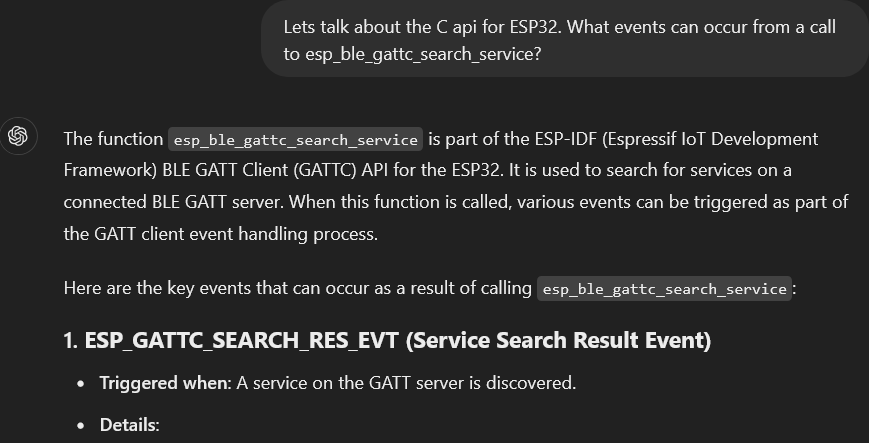 Lets talk about the C api for ESP32. What events can occur from a call
to esp_ble_gattc_search_service?
The function esp_ble_gattc_search_service is part of the ESP-IDF (Espressif IoT Development
Framework) BLE GATT Client (GATTC) API for the ESP32. It is used to search for services on a
connected BLE GATT server. When this function is called, various events can be triggered as part of
the GATT client event handling process.
Here are the key events that can occur as a result of calling esp_ble_gattc_search_service:
1. ESP_GATTC_SEARCH_RES_EVT (Service Search Result Event)
• Triggered when: A service on the GATT server is discovered.
• Details: